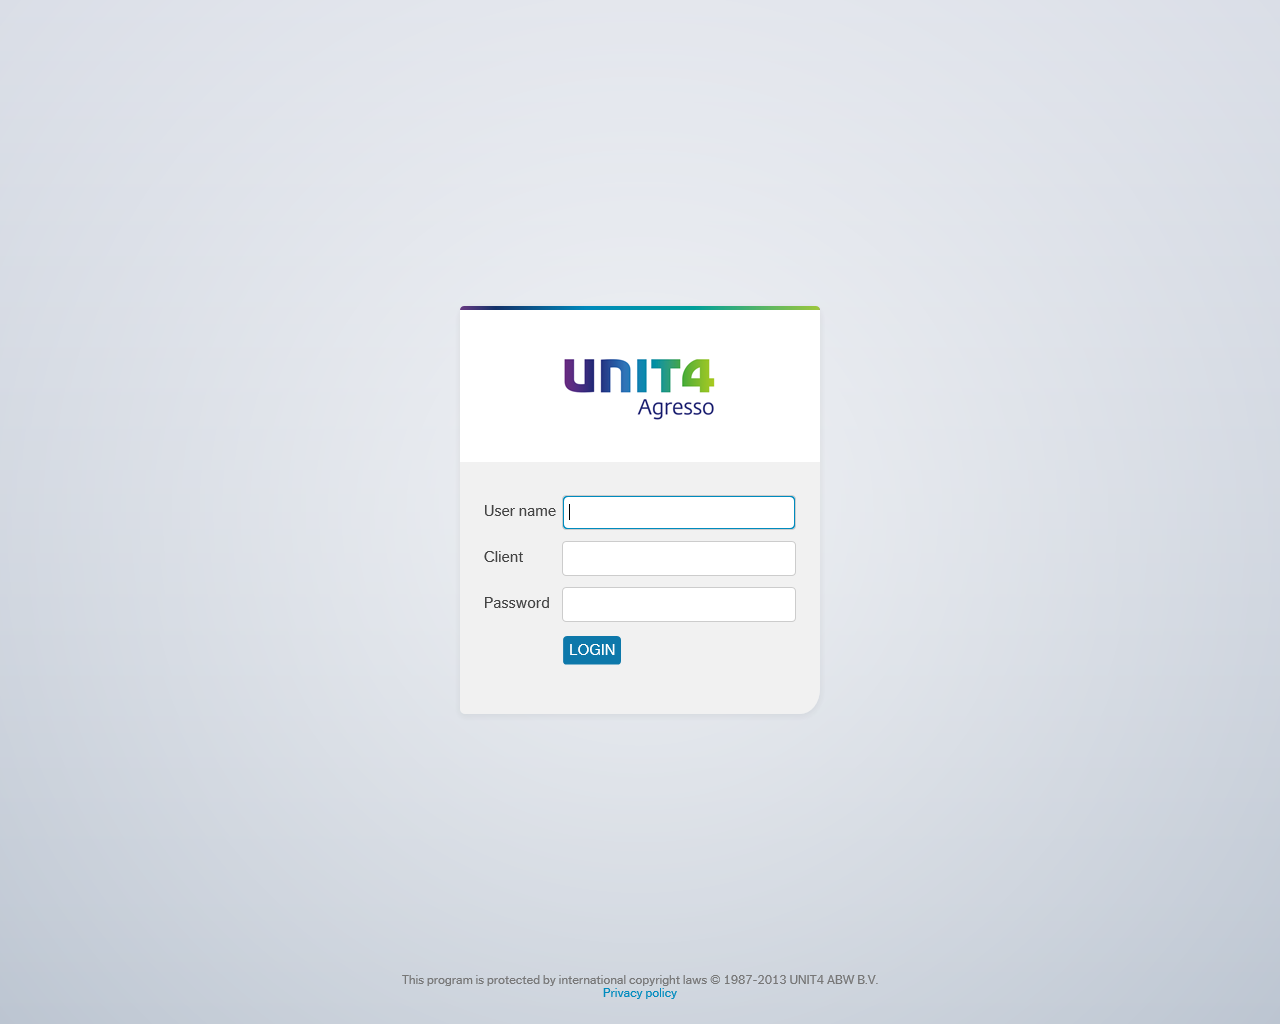 UNIT4
Agresso
User name
Client
Password
LOGIN
This program is protected by international copyright laws © 1987-2013 UNIT4 ABW B.V.
Privacy policy